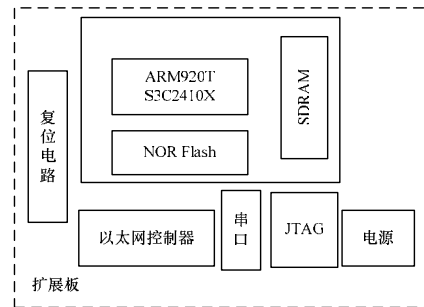 ARM920T
S3C2410X
SDRAM
复位电路
NOR Flash
以太网控制器
串口
JTAG
电源
扩展板